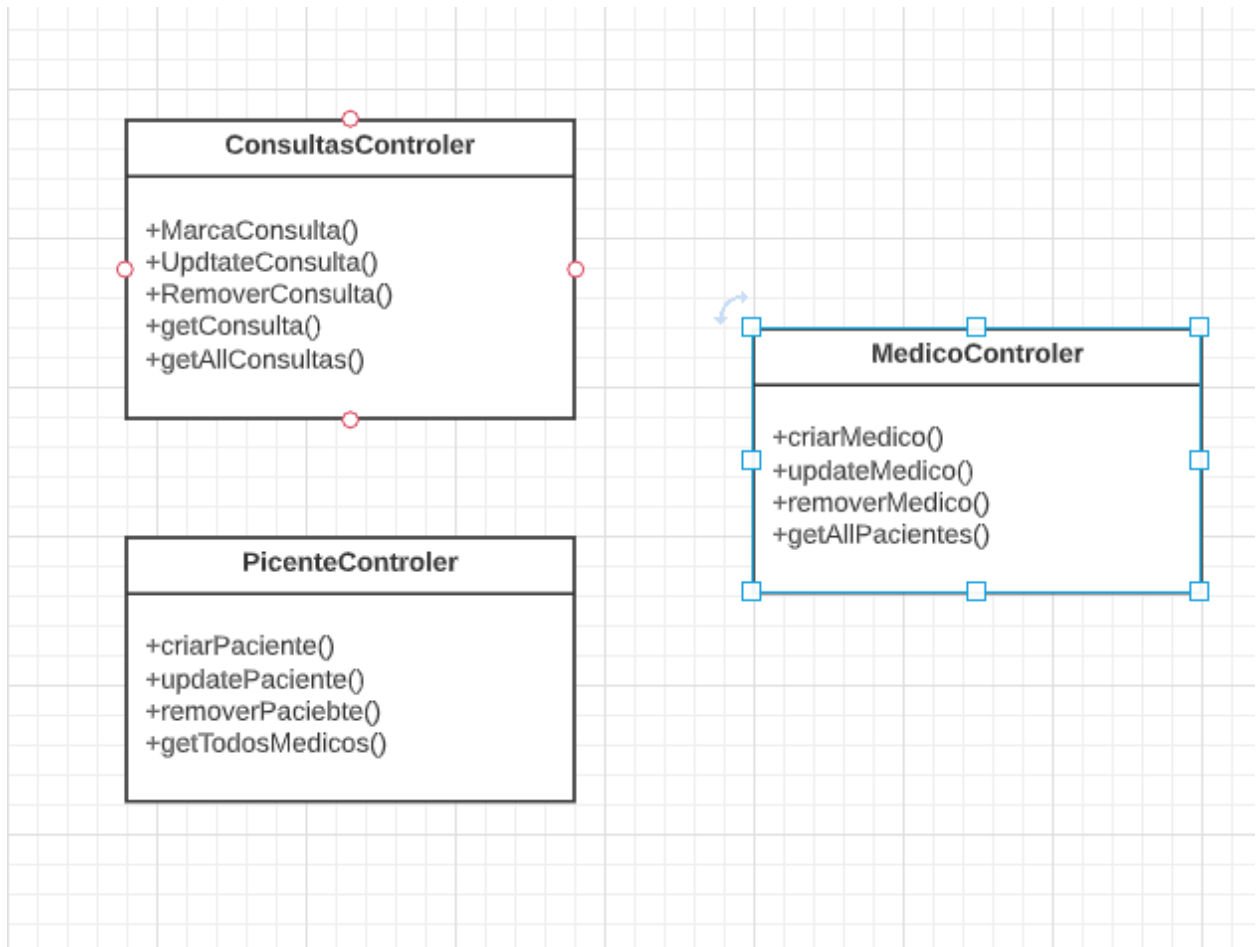 ConsultasControler
+MarcaConsulta()
+UpdtateConsulta()
+RemoverConsulta()
+getConsulta()
+getAllConsultas()
MedicoControler
+criarMedico()
+updateMedico()
+removerMedico()
+getAllPacientes()
PicenteControler
+criarPaciente()
+updatePaciente()
+removerPaciebte()
+getTodosMedicos()